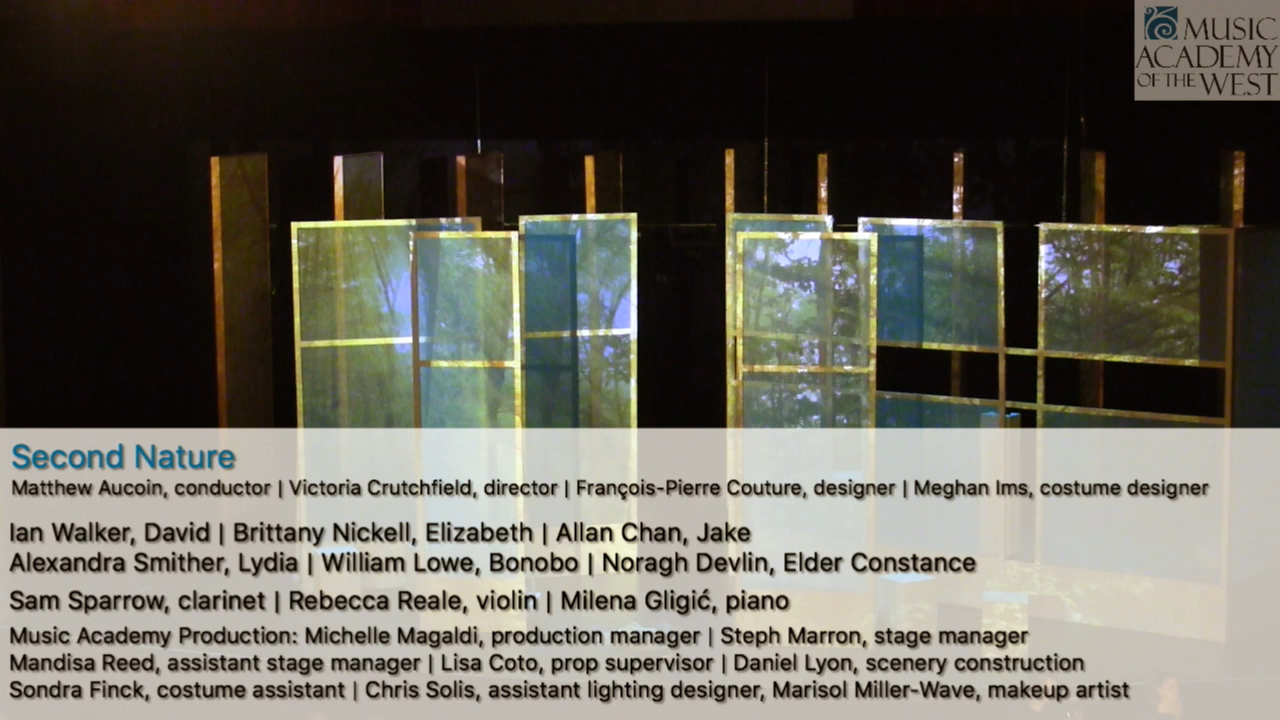 MUSIC
ACADEMY
OF THE WEST
Second Nature
Matthew Aucoin, conductor | Victoria Crutchfield, director | François-Pierre Couture, designer | Meghan Ims, costume designer
Ian Walker, David | Brittany Nickell, Elizabeth | Allan Chan, Jake
Alexandra Smither, Lydia | William Lowe, Bonobo | Noragh Devlin, Elder Constance
Sam Sparrow, clarinet | Rebecca Reale, violin | Milena Gligić, piano
Music Academy Production: Michelle Magaldi, production manager | Steph Marron, stage manager
Mandisa Reed, assistant stage manager | Lisa Coto, prop supervisor | Daniel Lyon, scenery construction
Sondra Finck, costume assistant | Chris Solis, assistant lighting designer, Marisol Miller-Wave, makeup artist